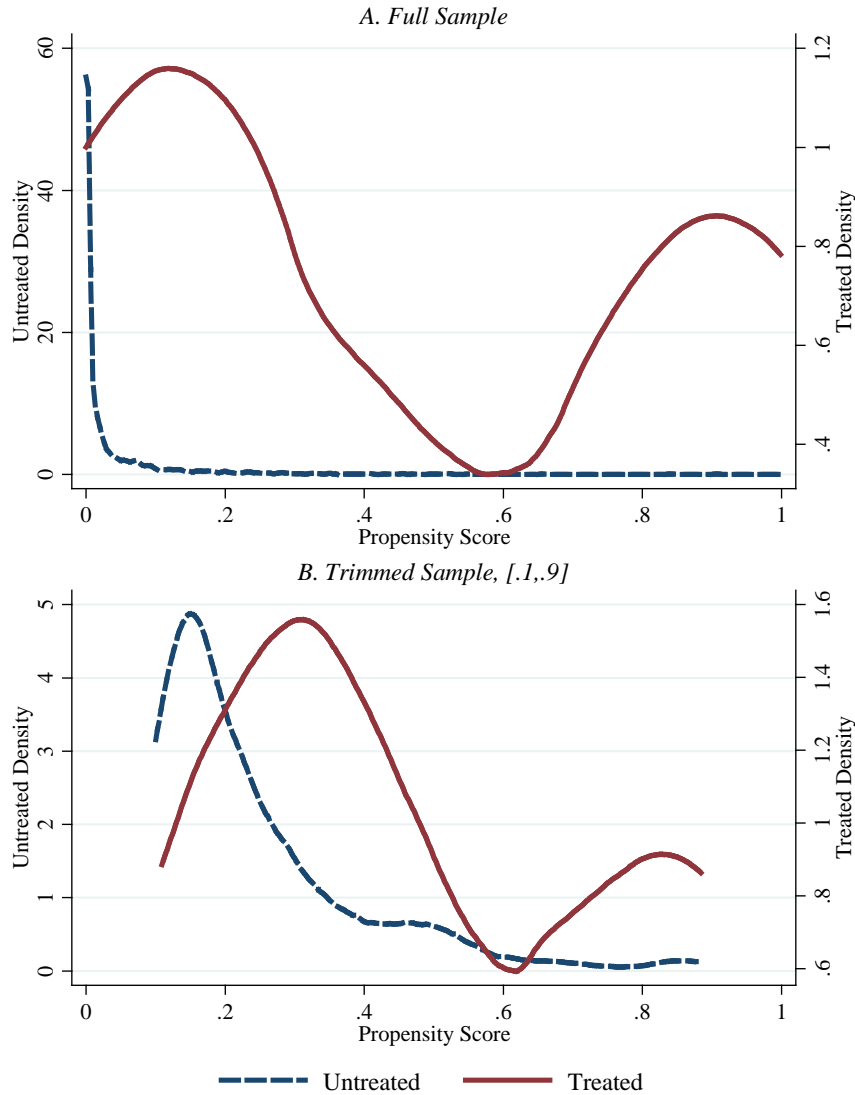 A. Full Sample
Untreated Density
60
40
20
0
Treated Density
1.2
1
.8
.6
.4
0 .2 .4 .6 .8 1
Propensity Score
B. Trimmed Sample, [.1,.9]
Untreated Density
5
4
3
2
1
0
Treated Density
1.6
1.4
1.2
1
.8
.6
0 .2 .4 .6 .8 1
Propensity Score
Untreated Treated